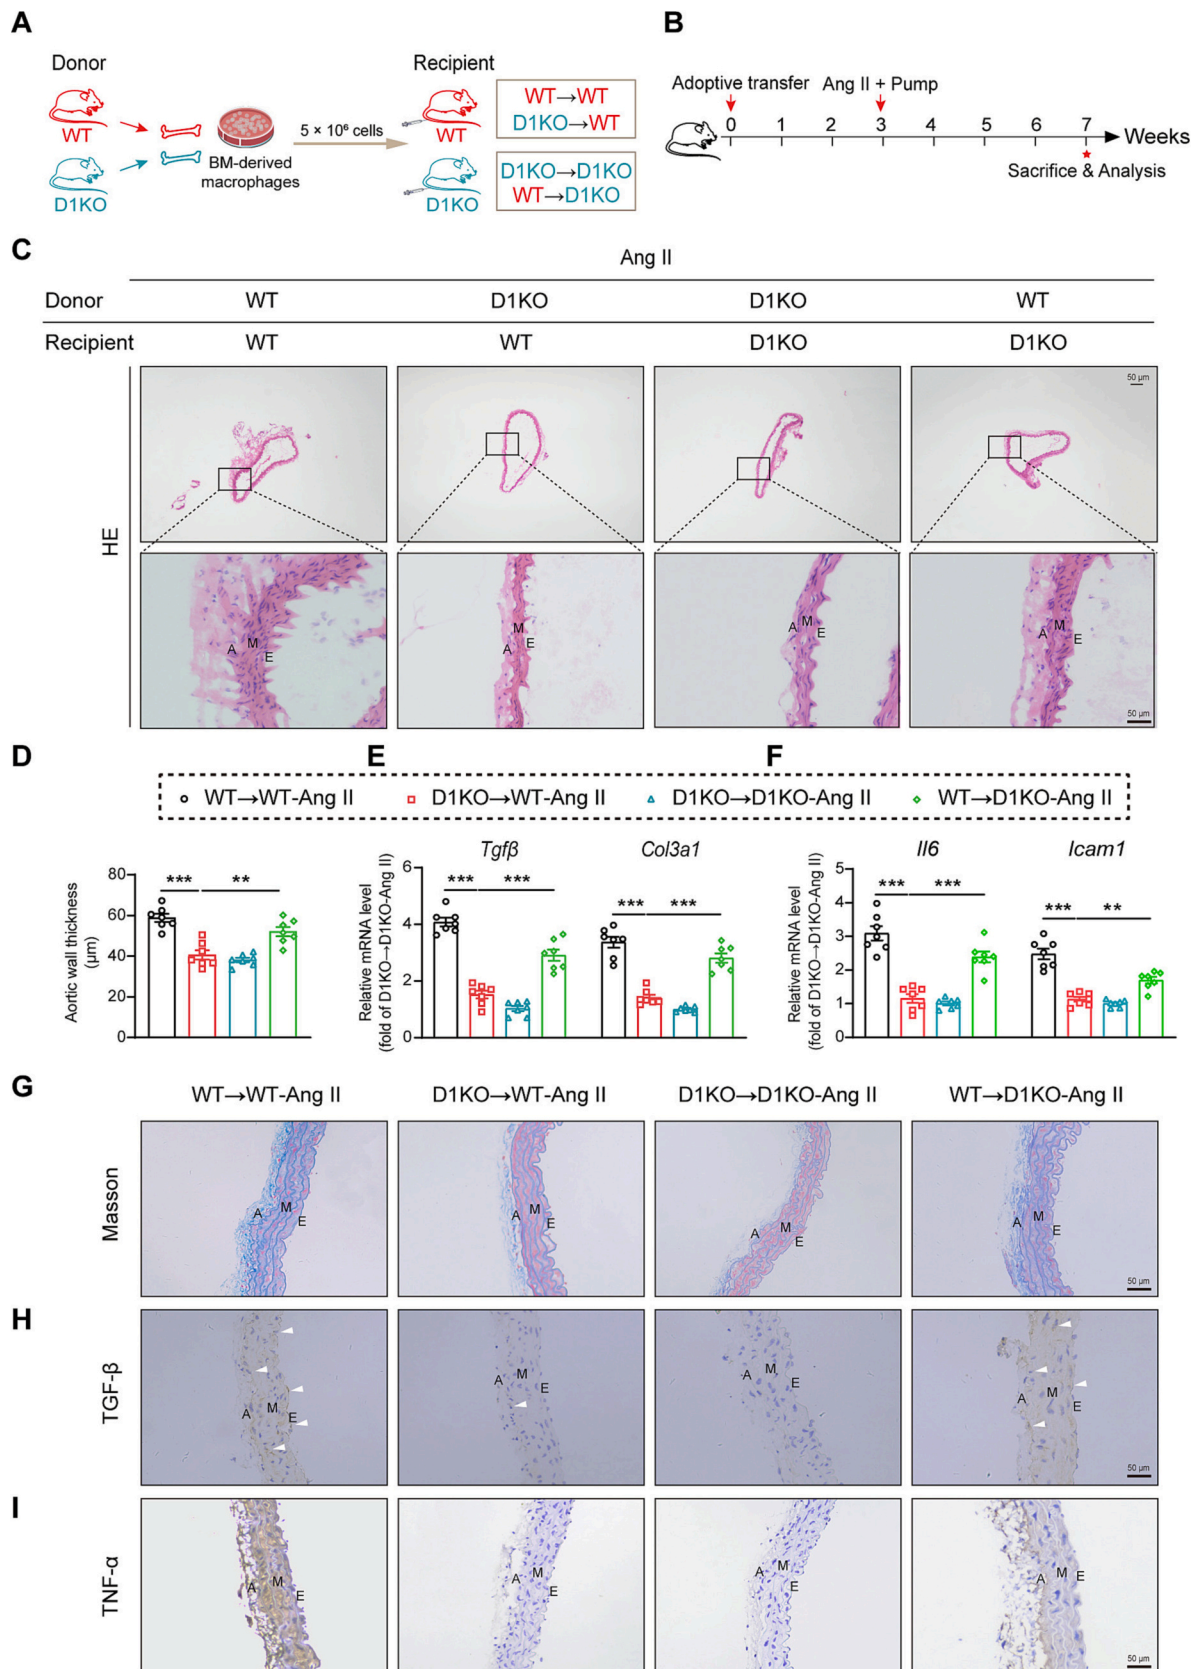 A
Donor
WT
D1KO
BM-derived
macrophages
5 × 10⁶ cells
Recipient
WT
D1KO
WT→WT
D1KO→WT
D1KO→D1KO
WT→D1KO
B
Adoptive transfer
Ang II + Pump
0 1 2 3 4 5 6 7 Weeks
Sacrifice & Analysis
C
Ang II
Donor WT D1KO D1KO WT
Recipient WT WT D1KO D1KO
HE
50 µm
A M E
A M E
A M E
A M E
50 µm
D E F
WT→WT-Ang II D1KO→WT-Ang II D1KO→D1KO-Ang II WT→D1KO-Ang II
Aortic wall thickness
(µm)
80
60
40
20
0
*** **
Relative mRNA level
(fold of D1KO→D1KO-Ang II)
6
4
2
0
Tgfβ Col3a1
*** *** *** ***
Relative mRNA level
(fold of D1KO→D1KO-Ang II)
5
4
3
2
1
0
Il6 Icam1
*** *** *** **
G
WT→WT-Ang II D1KO→WT-Ang II D1KO→D1KO-Ang II WT→D1KO-Ang II
Masson
A M E
A M E
A M E
A M E
50 µm
H
TGF-β
A M E
A M E
A M E
A M E
50 µm
I
TNF-α
A M E
A M E
A M E
A M E
50 µm